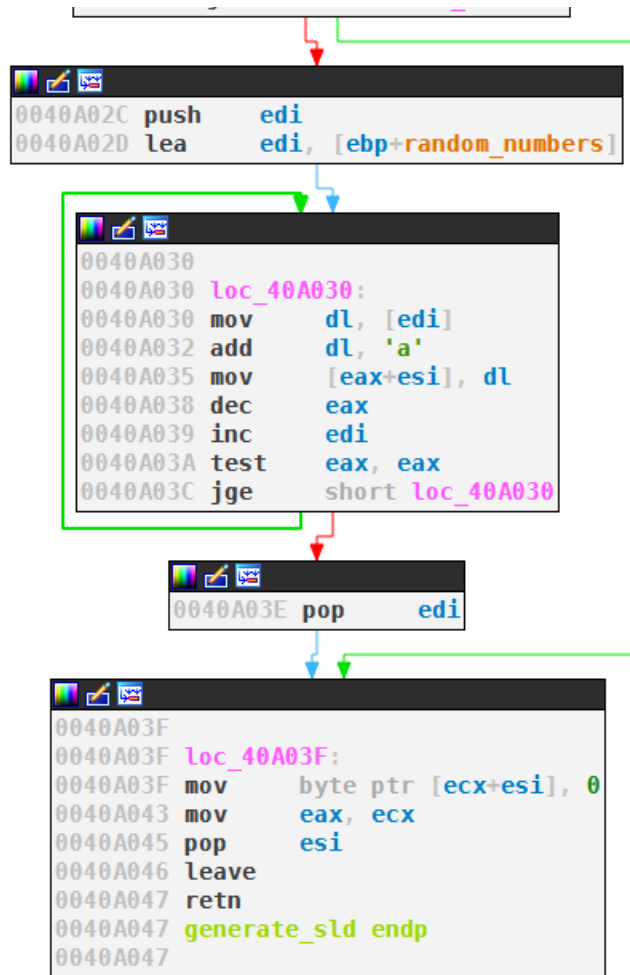 0040A02C push    edi
0040A02D lea     edi, [ebp+random_numbers]
0040A030
0040A030 loc_40A030:
0040A030 mov     dl, [edi]
0040A032 add     dl, 'a'
0040A035 mov     [eax+esi], dl
0040A038 dec     eax
0040A039 inc     edi
0040A03A test    eax, eax
0040A03C jge     short loc_40A030
0040A03E pop     edi
0040A03F
0040A03F loc_40A03F:
0040A03F mov     byte ptr [ecx+esi], 0
0040A043 mov     eax, ecx
0040A045 pop     esi
0040A046 leave
0040A047 retn
0040A047 generate_sld endp
0040A047